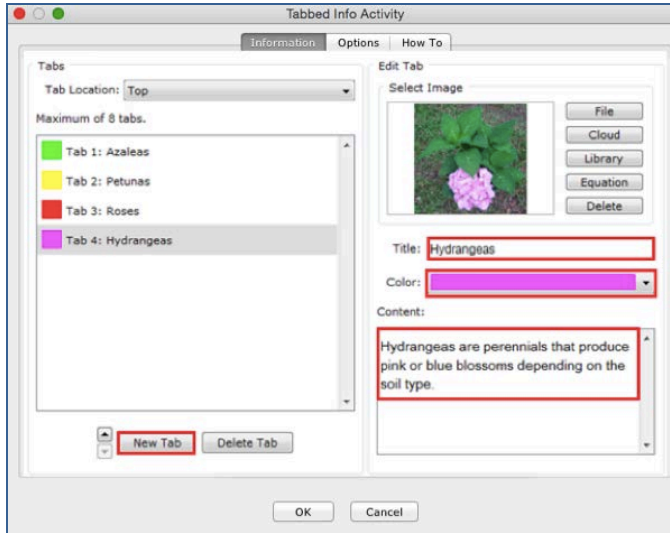 Tabbed Info Activity
Information Options How To
Tabs
Tab Location: Top
Maximum of 8 tabs.
Tab 1: Azaleas
Tab 2: Petunas
Tab 3: Roses
Tab 4: Hydrangeas
New Tab Delete Tab
Edit Tab
Select Image
File
Cloud
Library
Equation
Delete
Title: Hydrangeas
Color:
Content:
Hydrangeas are perennials that produce
pink or blue blossoms depending on the
soil type.
OK Cancel